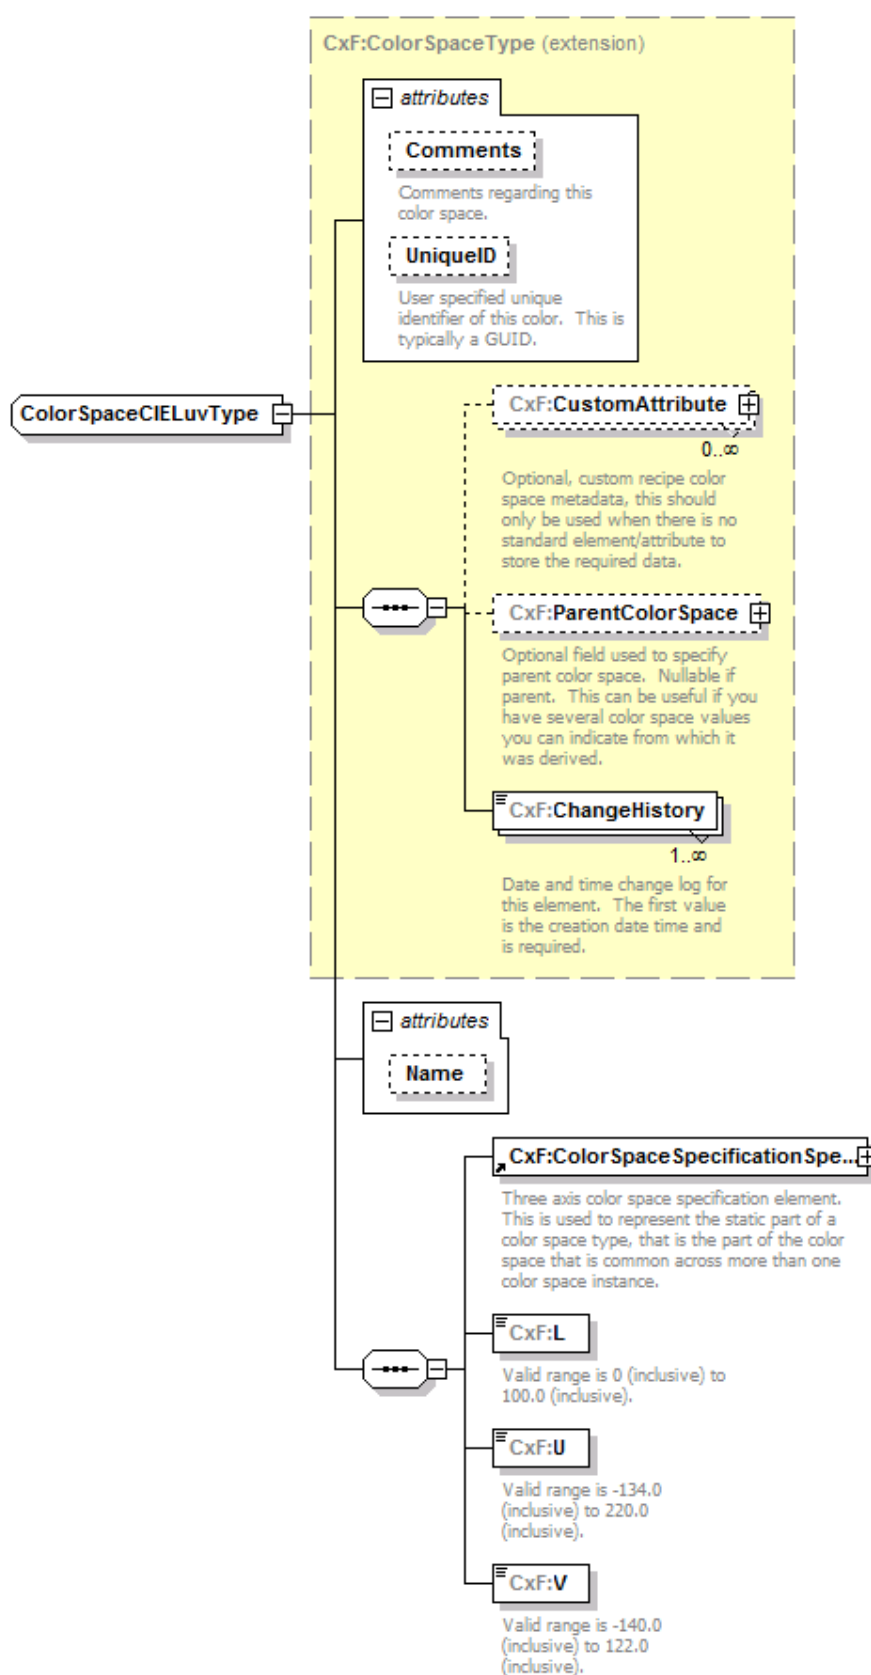 CxF:ColorSpaceType (extension)
attributes
Comments
Comments regarding this
color space.
UniqueID
User specified unique
identifier of this color. This is
typically a GUID.
ColorSpaceCIELuvType
CxF:CustomAttribute
0..∞
Optional, custom recipe color
space metadata, this should
only be used when there is no
standard element/attribute to
store the required data.
CxF:ParentColorSpace
Optional field used to specify
parent color space. Nullable if
parent. This can be useful if you
have several color space values
you can indicate from which it
was derived.
CxF:ChangeHistory
1..∞
Date and time change log for
this element. The first value
is the creation date time and
is required.
attributes
Name
CxF:ColorSpaceSpecificationSpe...
Three axis color space specification element.
This is used to represent the static part of a
color space type, that is the part of the color
space that is common across more than one
color space instance.
CxF:L
Valid range is 0 (inclusive) to
100.0 (inclusive).
CxF:U
Valid range is -134.0
(inclusive) to 220.0
(inclusive).
CxF:V
Valid range is -140.0
(inclusive) to 122.0
(inclusive).